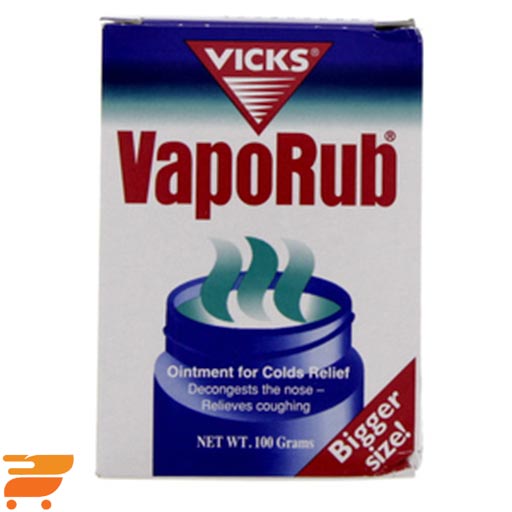 VICKS®
VapoRub®
Ointment for Colds Relief
Decongests the nose –
Relieves coughing
NET WT. 100 Grams
Bigger
size!